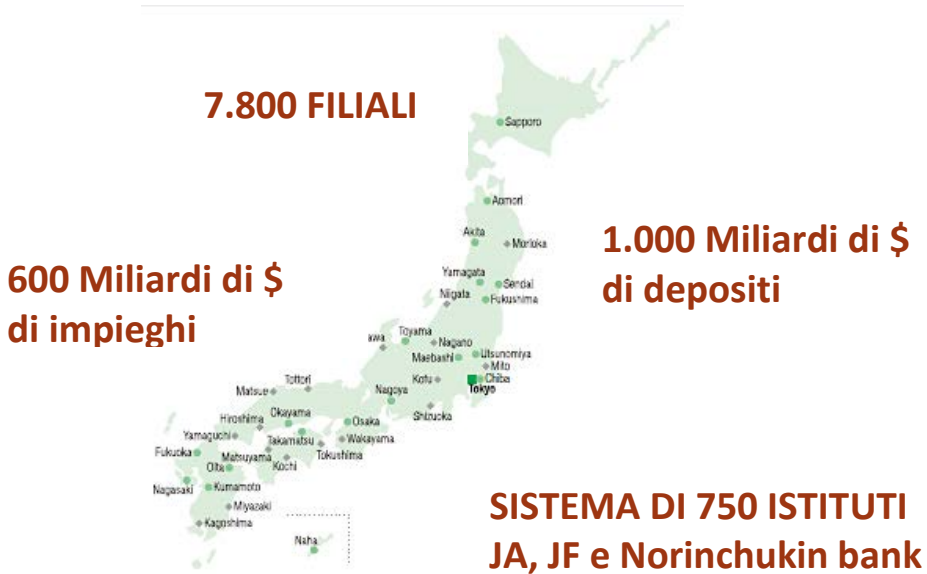 7.800 FILIALI
Sapporo
Aomori
Akita
Morioka
1.000 Miliardi di $
di depositi
600 Miliardi di $
di impieghi
Yamagata
Sendai
Niigata
Fukushima
awa
Toyama
Nagano
Utsunomiya
Maebashi
Mito
Kofu
Chiba
Tokyo
Tottori
Matsue
Nagoya
Shizuoka
Hiroshima
Okayama
Osaka
Yamaguchi
Takamatsu
Wakayama
Fukuoka
Matsuyama
Tokushima
Oita
Kochi
Nagasaki
Kumamoto
Miyazaki
Kagoshima
Naha
SISTEMA DI 750 ISTITUTI
JA, JF e Norinchukin bank